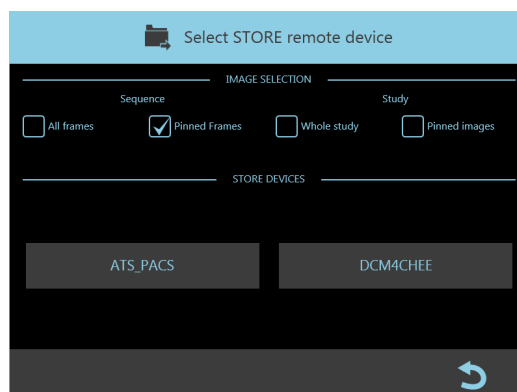 Select STORE remote device
IMAGE SELECTION
Sequence Study
All frames Pinned Frames Whole study Pinned images
STORE DEVICES
ATS_PACS DCM4CHEE